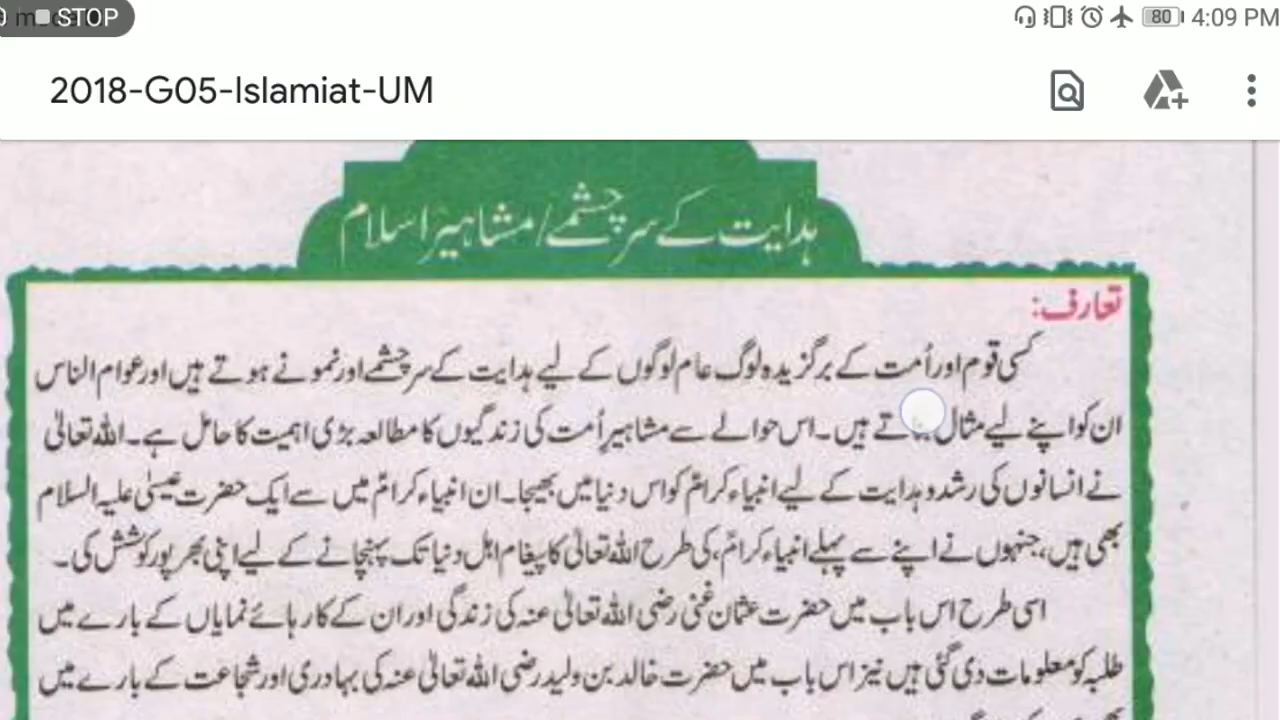 STOP
80 4:09 PM
2018-G05-Islamiat-UM
ہدایت کے سرچشمے/مشاہیرِ اسلام
تعارف:
کسی قوم اور اُمت کے برگزیدہ لوگ عام لوگوں کے لیے ہدایت کے سرچشمے اور نمونے ہوتے ہیں اور عوام الناس
ان کو اپنے لیے مثال بناتے ہیں۔ اس حوالے سے مشاہیرِ اُمت کی زندگیوں کا مطالعہ بڑی اہمیت کا حامل ہے۔ اللہ تعالیٰ
نے انسانوں کی رشد و ہدایت کے لیے انبیاء کرامؑ کو اس دنیا میں بھیجا۔ ان انبیاء کرامؑ میں سے ایک حضرت عیسیٰ علیہ السلام
بھی ہیں، جنہوں نے اپنے سے پہلے انبیاء کرامؑ، کی طرح اللہ تعالیٰ کا پیغام اہل دنیا تک پہنچانے کے لیے اپنی بھرپور کوشش کی۔
اسی طرح اس باب میں حضرت عثمان غنی رضی اللہ تعالیٰ عنہ کی زندگی اور ان کے کارہائے نمایاں کے بارے میں
طلبہ کو معلومات دی گئی ہیں نیز اس باب میں حضرت خالد بن ولید رضی اللہ تعالیٰ عنہ کی بہادری اور شجاعت کے بارے میں